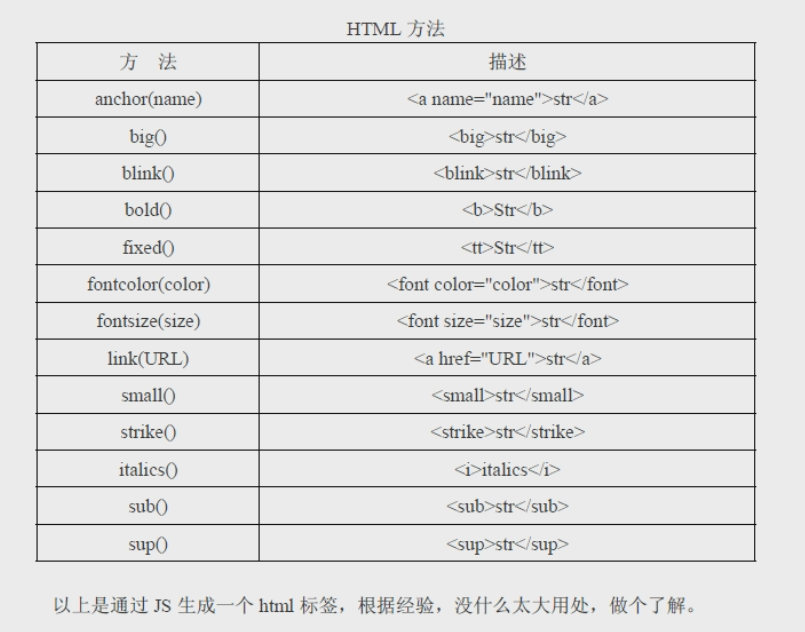 HTML 方法
方 法 描述
anchor(name) <a name="name">str</a>
big() <big>str</big>
blink() <blink>str</blink>
bold() <b>Str</b>
fixed() <tt>Str</tt>
fontcolor(color) <font color="color">str</font>
fontsize(size) <font size="size">str</font>
link(URL) <a href="URL">str</a>
small() <small>str</small>
strike() <strike>str</strike>
italics() <i>italics</i>
sub() <sub>str</sub>
sup() <sup>str</sup>
以上是通过 JS 生成一个 html 标签，根据经验，没什么太大用处，做个了解。